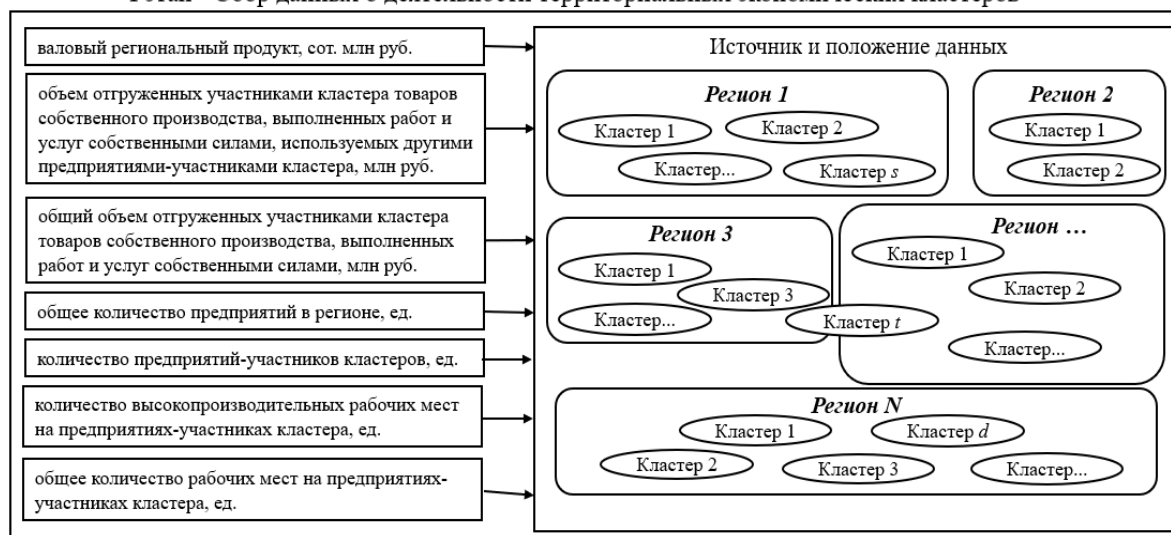 валовый региональный продукт, сот. млн руб.
объем отгруженных участниками кластера товаров
собственного производства, выполненных работ и
услуг собственными силами, используемых другими
предприятиями-участниками кластера, млн руб.
общий объем отгруженных участниками кластера
товаров собственного производства, выполненных
работ и услуг собственными силами, млн руб.
общее количество предприятий в регионе, ед.
количество предприятий-участников кластеров, ед.
количество высокопроизводительных рабочих мест
на предприятиях-участниках кластера, ед.
общее количество рабочих мест на предприятиях-
участниках кластера, ед.
Источник и положение данных
Регион 1
Кластер 1
Кластер 2
Кластер...
Кластер s
Регион 2
Кластер 1
Кластер 2
Регион 3
Кластер 1
Кластер 3
Кластер...
Кластер t
Регион ...
Кластер 1
Кластер 2
Кластер...
Регион N
Кластер 1
Кластер d
Кластер 2
Кластер 3
Кластер...